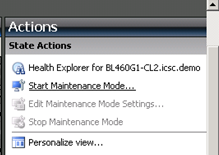 Actions
State Actions
Health Explorer for BL460G1-CL2.icsc.demo
Start Maintenance Mode...
Edit Maintenance Mode Settings...
Stop Maintenance Mode
Personalize view...